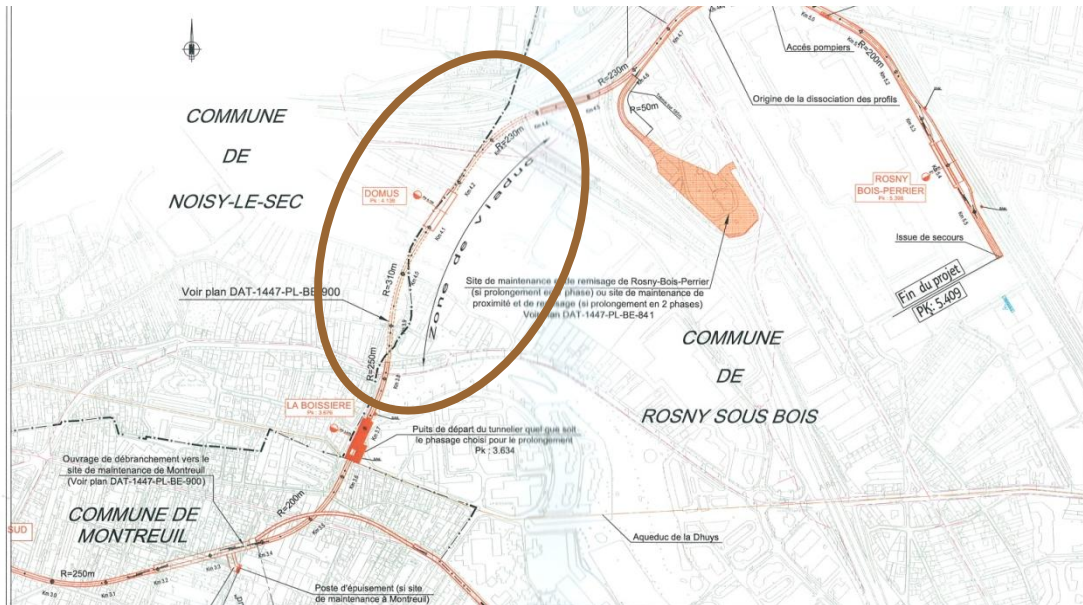 COMMUNE
DE
NOISY-LE-SEC
DOMUS
R=310m
R=230m
R=230m
R=50m
R=200m
Accès pompiers
Origine de la dissociation des profils
ROSNY
BOIS-PERRIER
Issue de secours
Fin du projet
PK: 5.409
Zone de viaduc
Voir plan DAT-1447-PL-BE-900
Site de maintenance et de remisage de Rosny-Bois-Perrier
(si prolongement en 1 phase) ou site de maintenance de
proximité et de remisage (si prolongement en 2 phases)
Voir plan DAT-1447-PL-BE-841
COMMUNE
DE
ROSNY SOUS BOIS
R=250m
LA BOISSIERE
Puits de départ du tunnelier quel que soit
le phasage choisi pour le prolongement
Pk : 3.634
Ouvrage de débranchement vers le
site de maintenance de Montreuil
(Voir plan DAT-1447-PL-BE-900)
R=200m
COMMUNE DE
MONTREUIL
SUD
R=250m
Aqueduc de la Dhuys
Poste d'épuisement (si site
de maintenance à Montreuil)